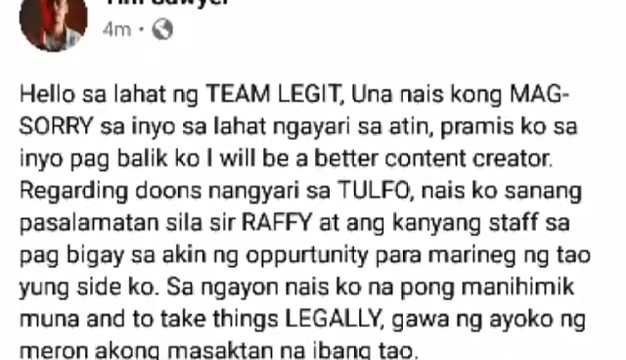 Tim Sawyer
4m ·
Hello sa lahat ng TEAM LEGIT, Una nais kong MAG-
SORRY sa inyo sa lahat ngayari sa atin, pramis ko sa
inyo pag balik ko I will be a better content creator.
Regarding doons nangyari sa TULFO, nais ko sanang
pasalamatan sila sir RAFFY at ang kanyang staff sa
pag bigay sa akin ng oppurtunity para marineg ng tao
yung side ko. Sa ngayon nais ko na pong manihimik
muna and to take things LEGALLY, gawa ng ayoko ng
meron akong masaktan na ibang tao.